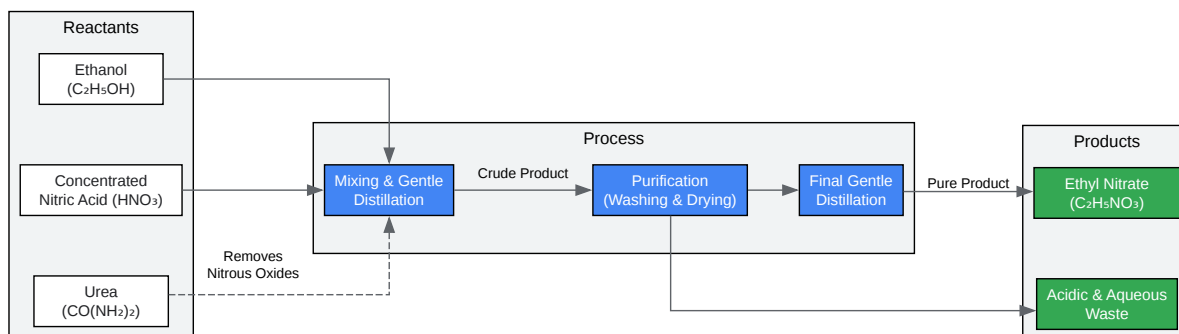 Reactants
Ethanol
(C₂H₅OH)
Process
Products
Concentrated
Nitric Acid (HNO₃)
Mixing & Gentle
Distillation
Crude Product
Purification
(Washing & Drying)
Final Gentle
Distillation
Pure Product
Ethyl Nitrate
(C₂H₅NO₃)
Removes
Nitrous Oxides
Urea
(CO(NH₂)₂)
Acidic & Aqueous
Waste